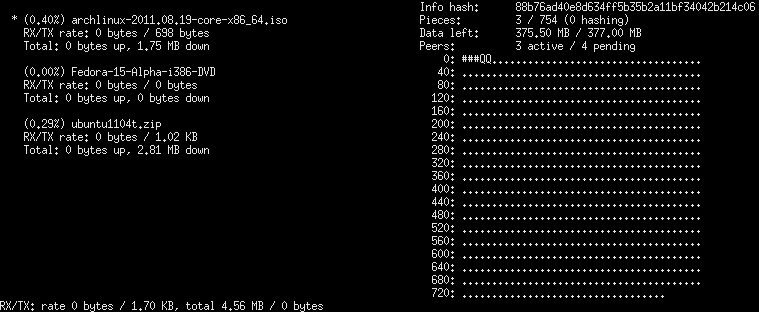 * (0.40%) archlinux-2011.08.19-core-x86_64.iso
RX/TX rate: 0 bytes / 698 bytes
Total: 0 bytes up, 1.75 MB down
(0.00%) Fedora-15-Alpha-i386-DVD
RX/TX rate: 0 bytes / 0 bytes
Total: 0 bytes up, 0 bytes down
(0.29%) ubuntu1104t.zip
RX/TX rate: 0 bytes / 1.02 KB
Total: 0 bytes up, 2.81 MB down
Info hash: 88b76ad40e8d634ff5b35b2a11bf34042b214c06
Pieces: 3 / 754 (0 hashing)
Data left: 375.50 MB / 377.00 MB
Peers: 3 active / 4 pending
0: ###QQ...................................
40: ........................................
80: ........................................
120: ........................................
160: ........................................
200: ........................................
240: ........................................
280: ........................................
320: ........................................
360: ........................................
400: ........................................
440: ........................................
480: ........................................
520: ........................................
560: ........................................
600: ........................................
640: ........................................
680: ........................................
720: ..................................
RX/TX: rate 0 bytes / 1.70 KB, total 4.56 MB / 0 bytes